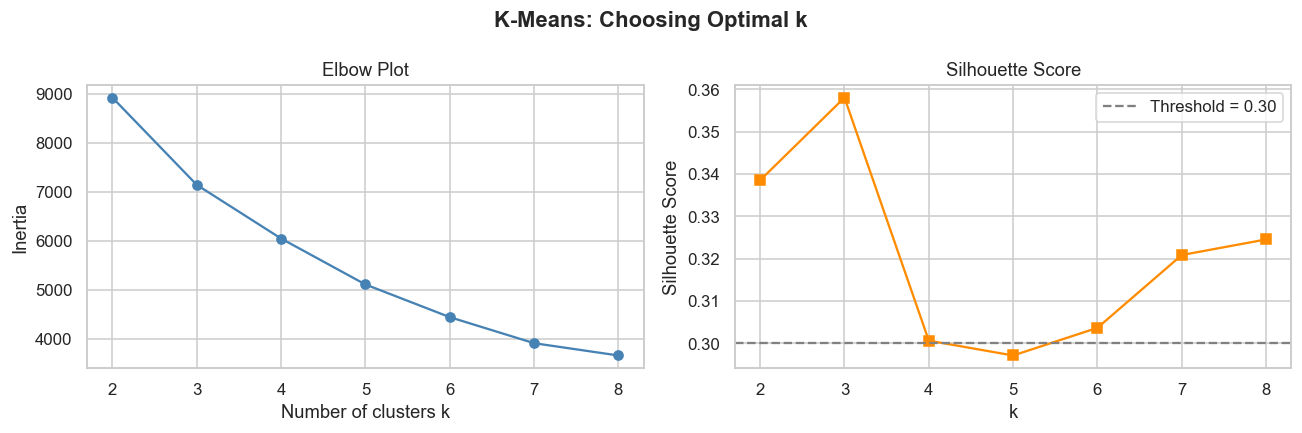 K-Means: Choosing Optimal k
Elbow Plot
9000
8000
7000
6000
5000
4000
Inertia
2 3 4 5 6 7 8
Number of clusters k
Silhouette Score
0.36
0.35
0.34
0.33
0.32
0.31
0.30
Silhouette Score
Threshold = 0.30
2 3 4 5 6 7 8
k